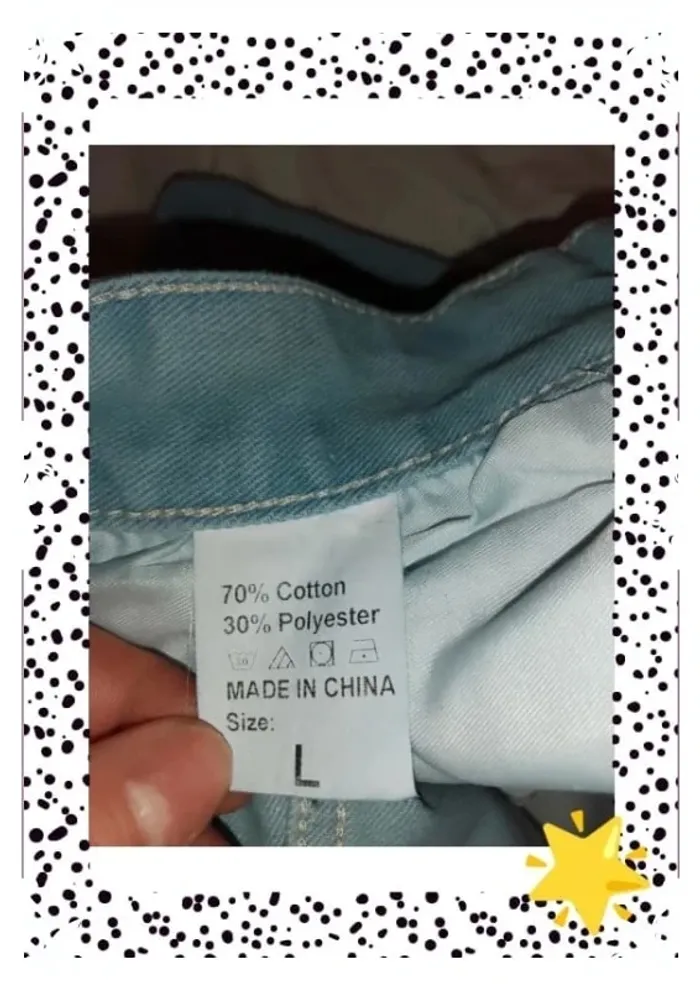 70% Cotton
30% Polyester
MADE IN CHINA
Size:
L